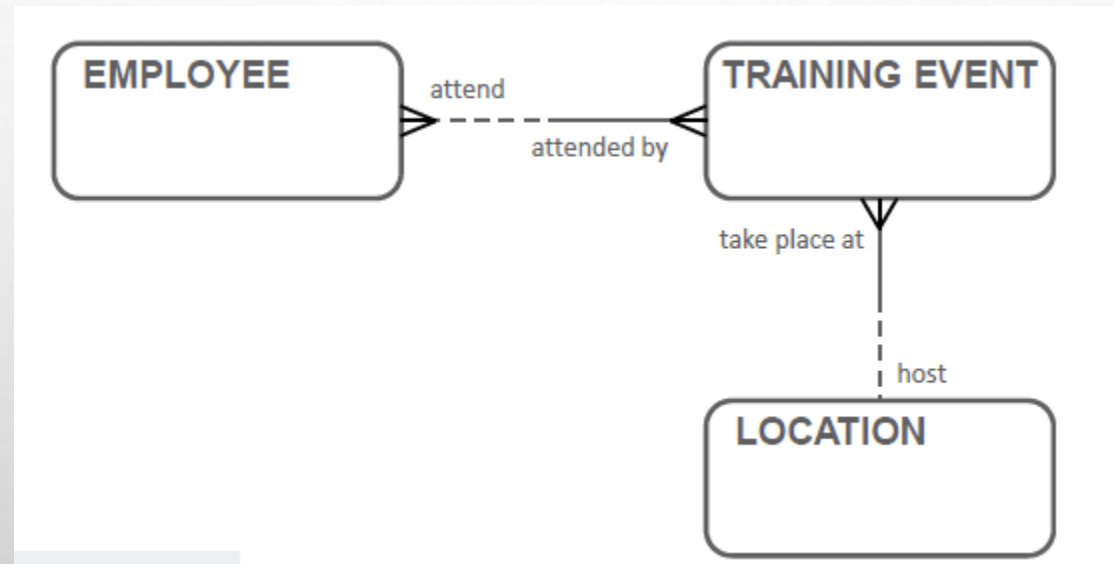 EMPLOYEE
attend
attended by
TRAINING EVENT
take place at
host
LOCATION